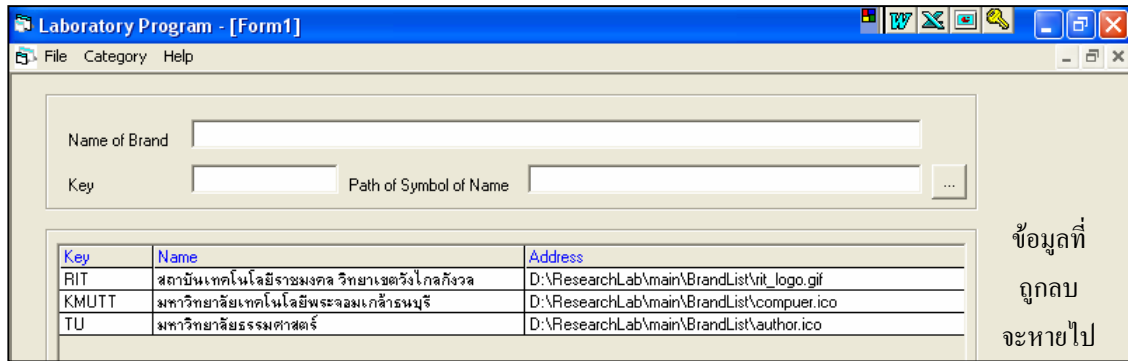 Laboratory Program - [Form1]
File Category Help
Name of Brand
Key Path of Symbol of Name ...
Key Name Address
RIT สถาบันเทคโนโลยีราชมงคล วิทยาเขตวังไกลกังวล D:\ResearchLab\main\BrandList\rit_logo.gif
KMUTT มหาวิทยาลัยเทคโนโลยีพระจอมเกล้าธนบุรี D:\ResearchLab\main\BrandList\compuer.ico
TU มหาวิทยาลัยธรรมศาสตร์ D:\ResearchLab\main\BrandList\author.ico
ข้อมูลที่
ถูกลบ
จะหายไป